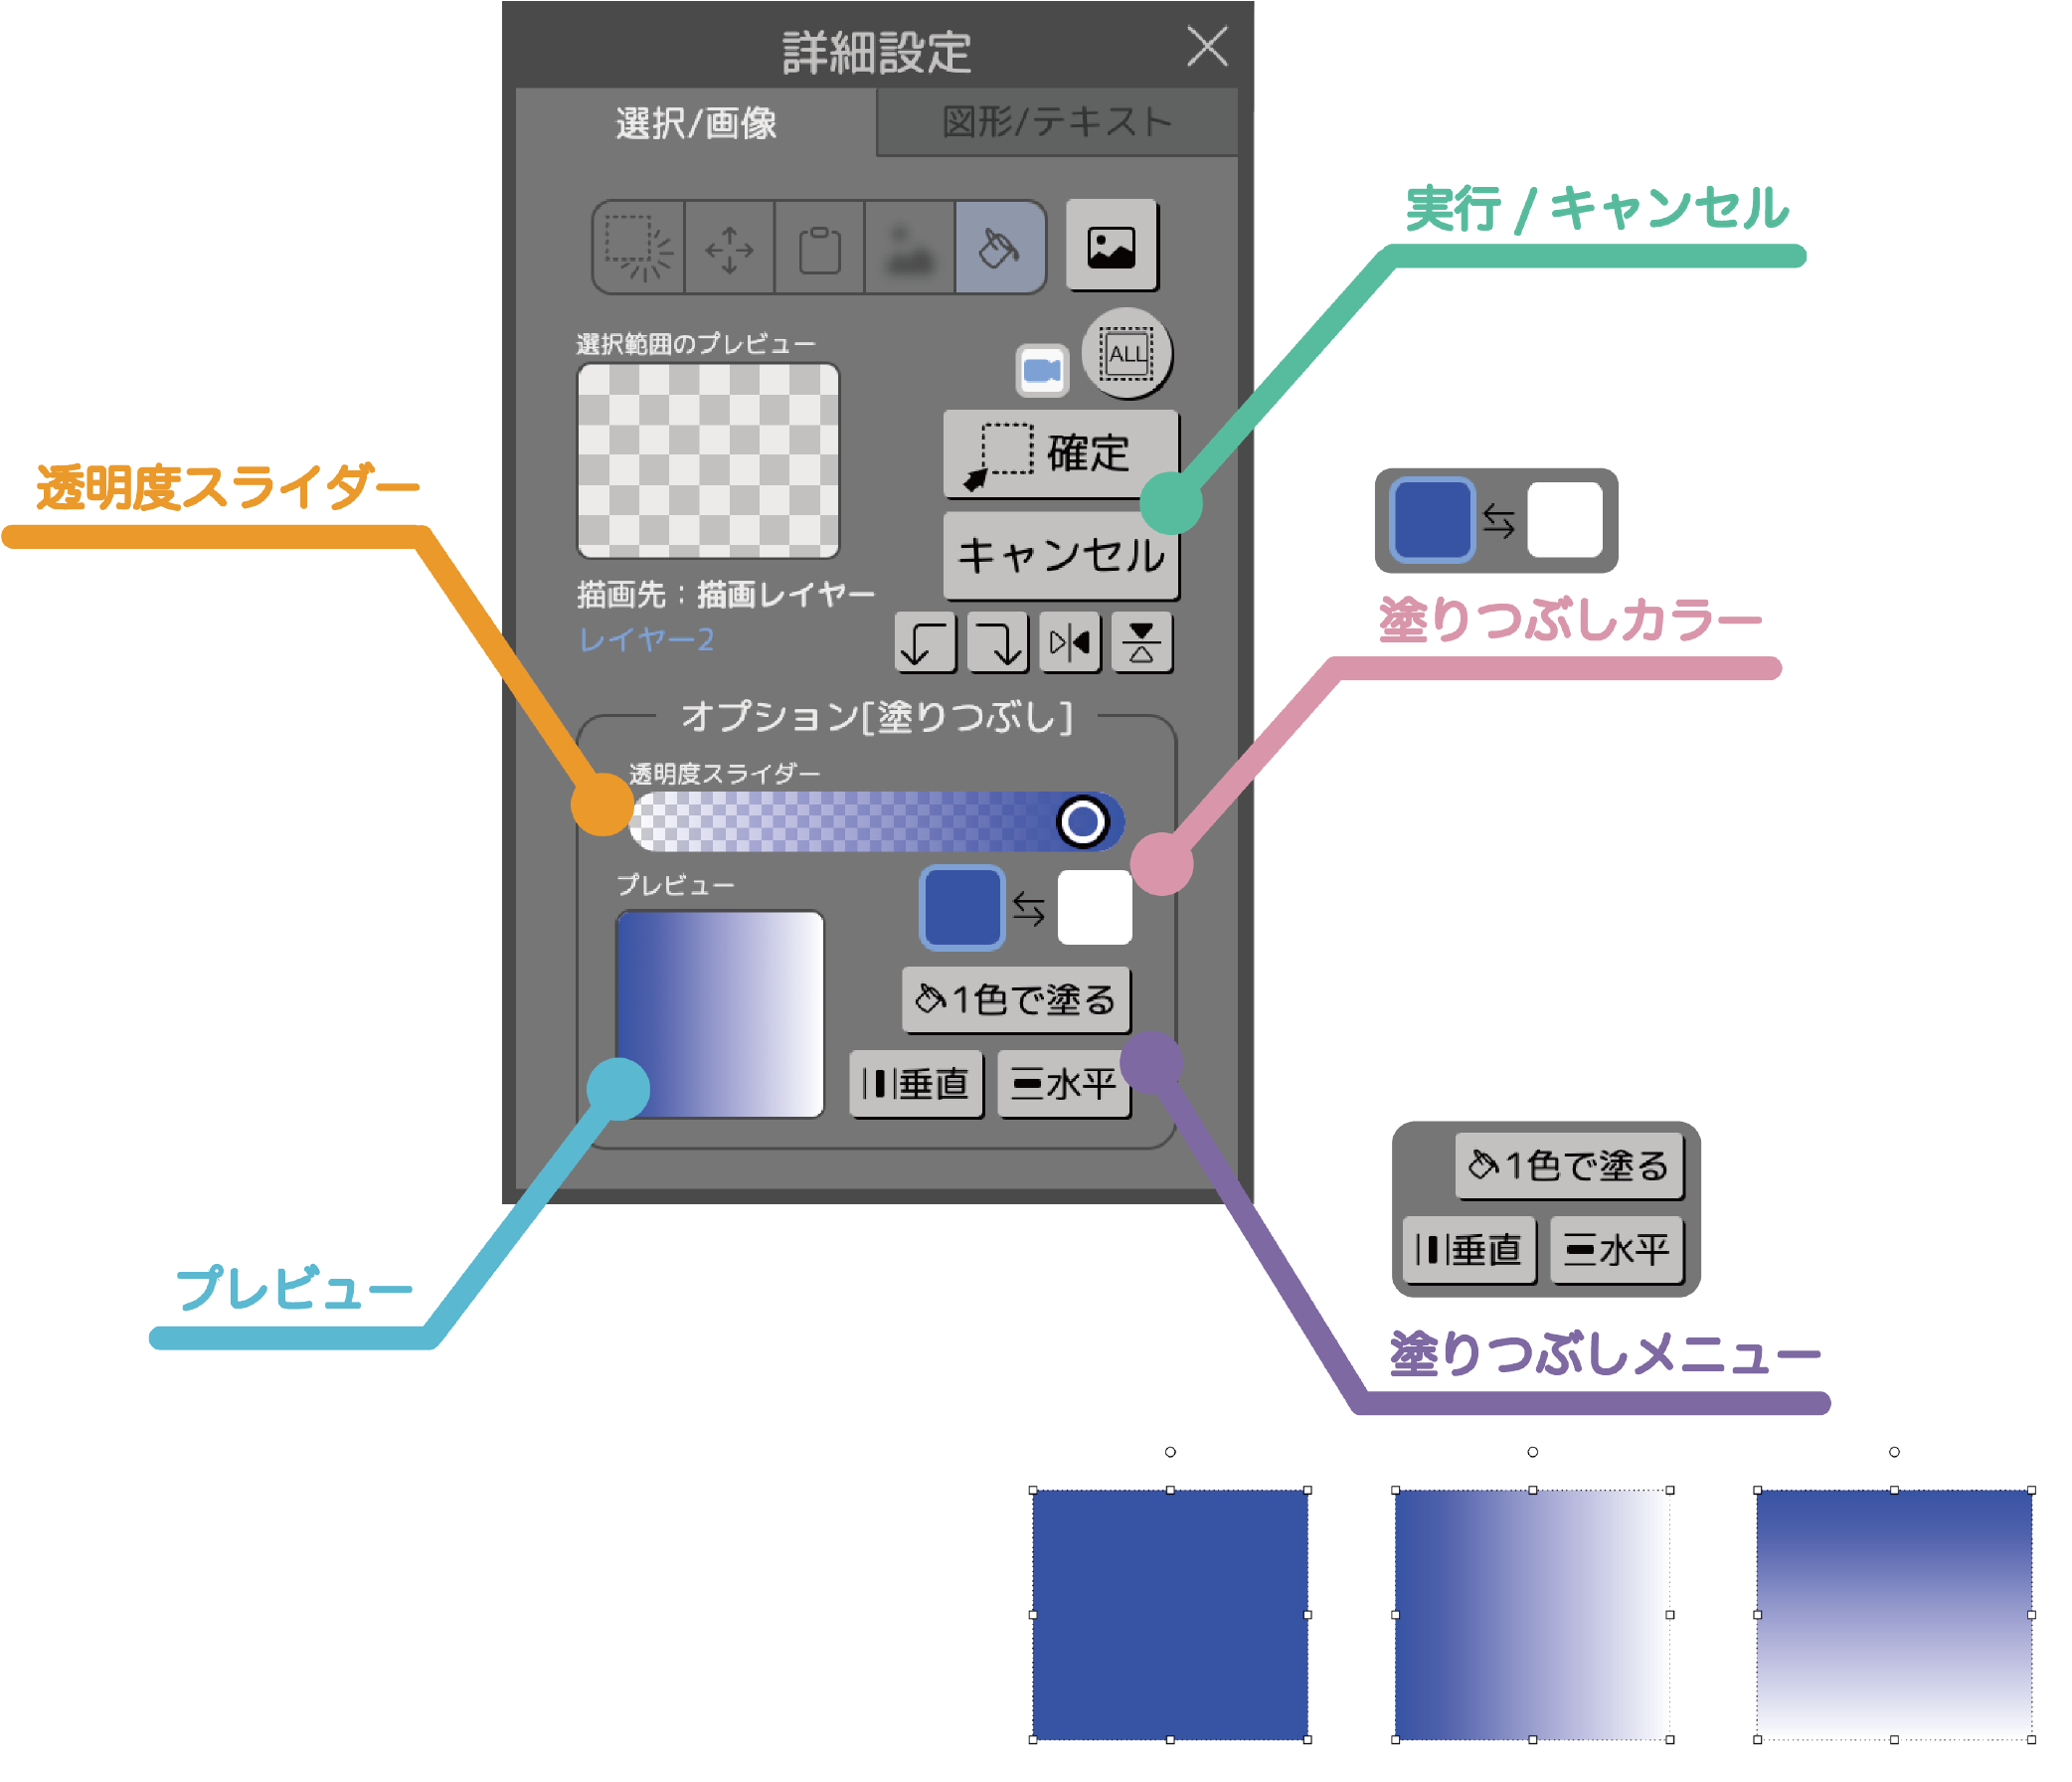 詳細設定
選択/画像
図形/テキスト
実行 / キャンセル
選択範囲のプレビュー
ALL
確定
キャンセル
透明度スライダー
描画先：描画レイヤー
レイヤー2
塗りつぶしカラー
オプション[塗りつぶし]
透明度スライダー
プレビュー
1色で塗る
垂直
水平
1色で塗る
垂直
水平
プレビュー
塗りつぶしメニュー